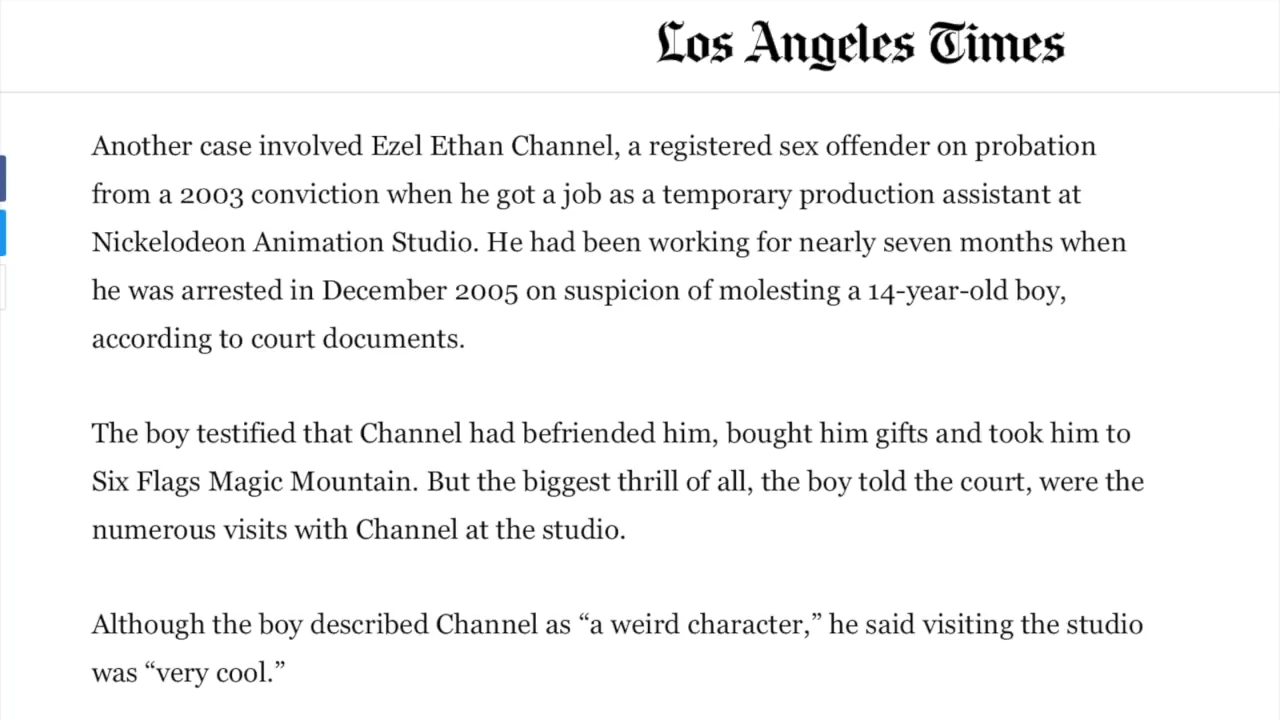 Los Angeles Times
Another case involved Ezel Ethan Channel, a registered sex offender on probation
from a 2003 conviction when he got a job as a temporary production assistant at
Nickelodeon Animation Studio. He had been working for nearly seven months when
he was arrested in December 2005 on suspicion of molesting a 14-year-old boy,
according to court documents.
The boy testified that Channel had befriended him, bought him gifts and took him to
Six Flags Magic Mountain. But the biggest thrill of all, the boy told the court, were the
numerous visits with Channel at the studio.
Although the boy described Channel as “a weird character,” he said visiting the studio
was “very cool.”